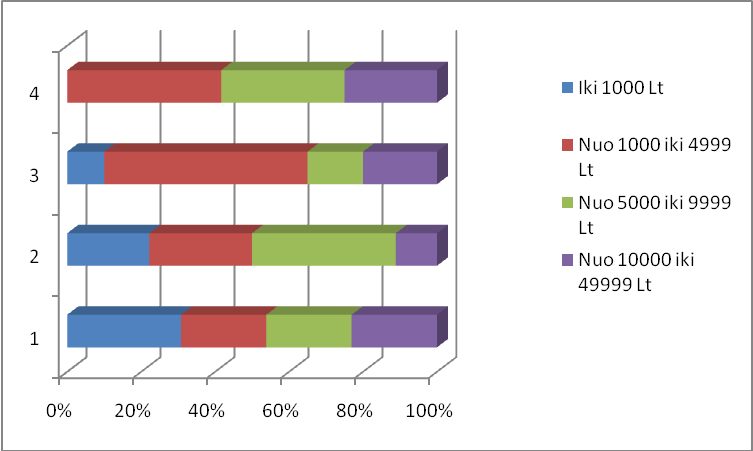 4
3
2
1
0% 20% 40% 60% 80% 100%
Iki 1000 Lt
Nuo 1000 iki 4999
Lt
Nuo 5000 iki 9999
Lt
Nuo 10000 iki
49999 Lt